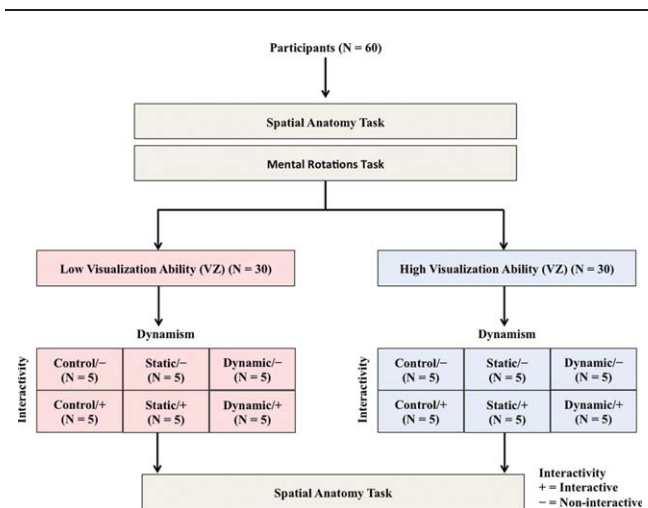 Participants (N = 60)
Spatial Anatomy Task
Mental Rotations Task
Low Visualization Ability (VZ) (N = 30)
High Visualization Ability (VZ) (N = 30)
Dynamism
Dynamism
Interactivity
Control/− Static/− Dynamic/−
(N = 5) (N = 5) (N = 5)
Control/+ Static/+ Dynamic/+
(N = 5) (N = 5) (N = 5)
Interactivity
Control/− Static/− Dynamic/−
(N = 5) (N = 5) (N = 5)
Control/+ Static/+ Dynamic/+
(N = 5) (N = 5) (N = 5)
Spatial Anatomy Task
Interactivity
+ = Interactive
− = Non-interactive